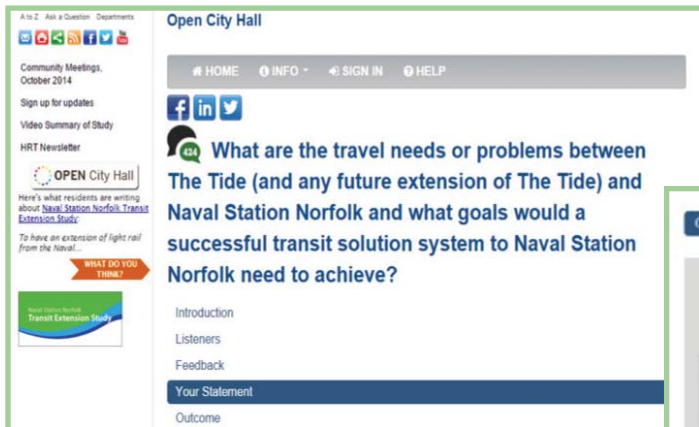 A to Z Ask a Question Departments
Community Meetings,
October 2014
Sign up for updates
Video Summary of Study
HRT Newsletter
OPEN City Hall
Here's what residents are writing
about Naval Station Norfolk Transit
Extension Study:
To have an extension of light rail
from the Naval...
WHAT DO YOU
THINK?
Naval Station Norfolk
Transit Extension Study
Open City Hall
HOME INFO SIGN IN HELP
424 What are the travel needs or problems between
The Tide (and any future extension of The Tide) and
Naval Station Norfolk and what goals would a
successful transit solution system to Naval Station
Norfolk need to achieve?
Introduction
Listeners
Feedback
Your Statement
Outcome